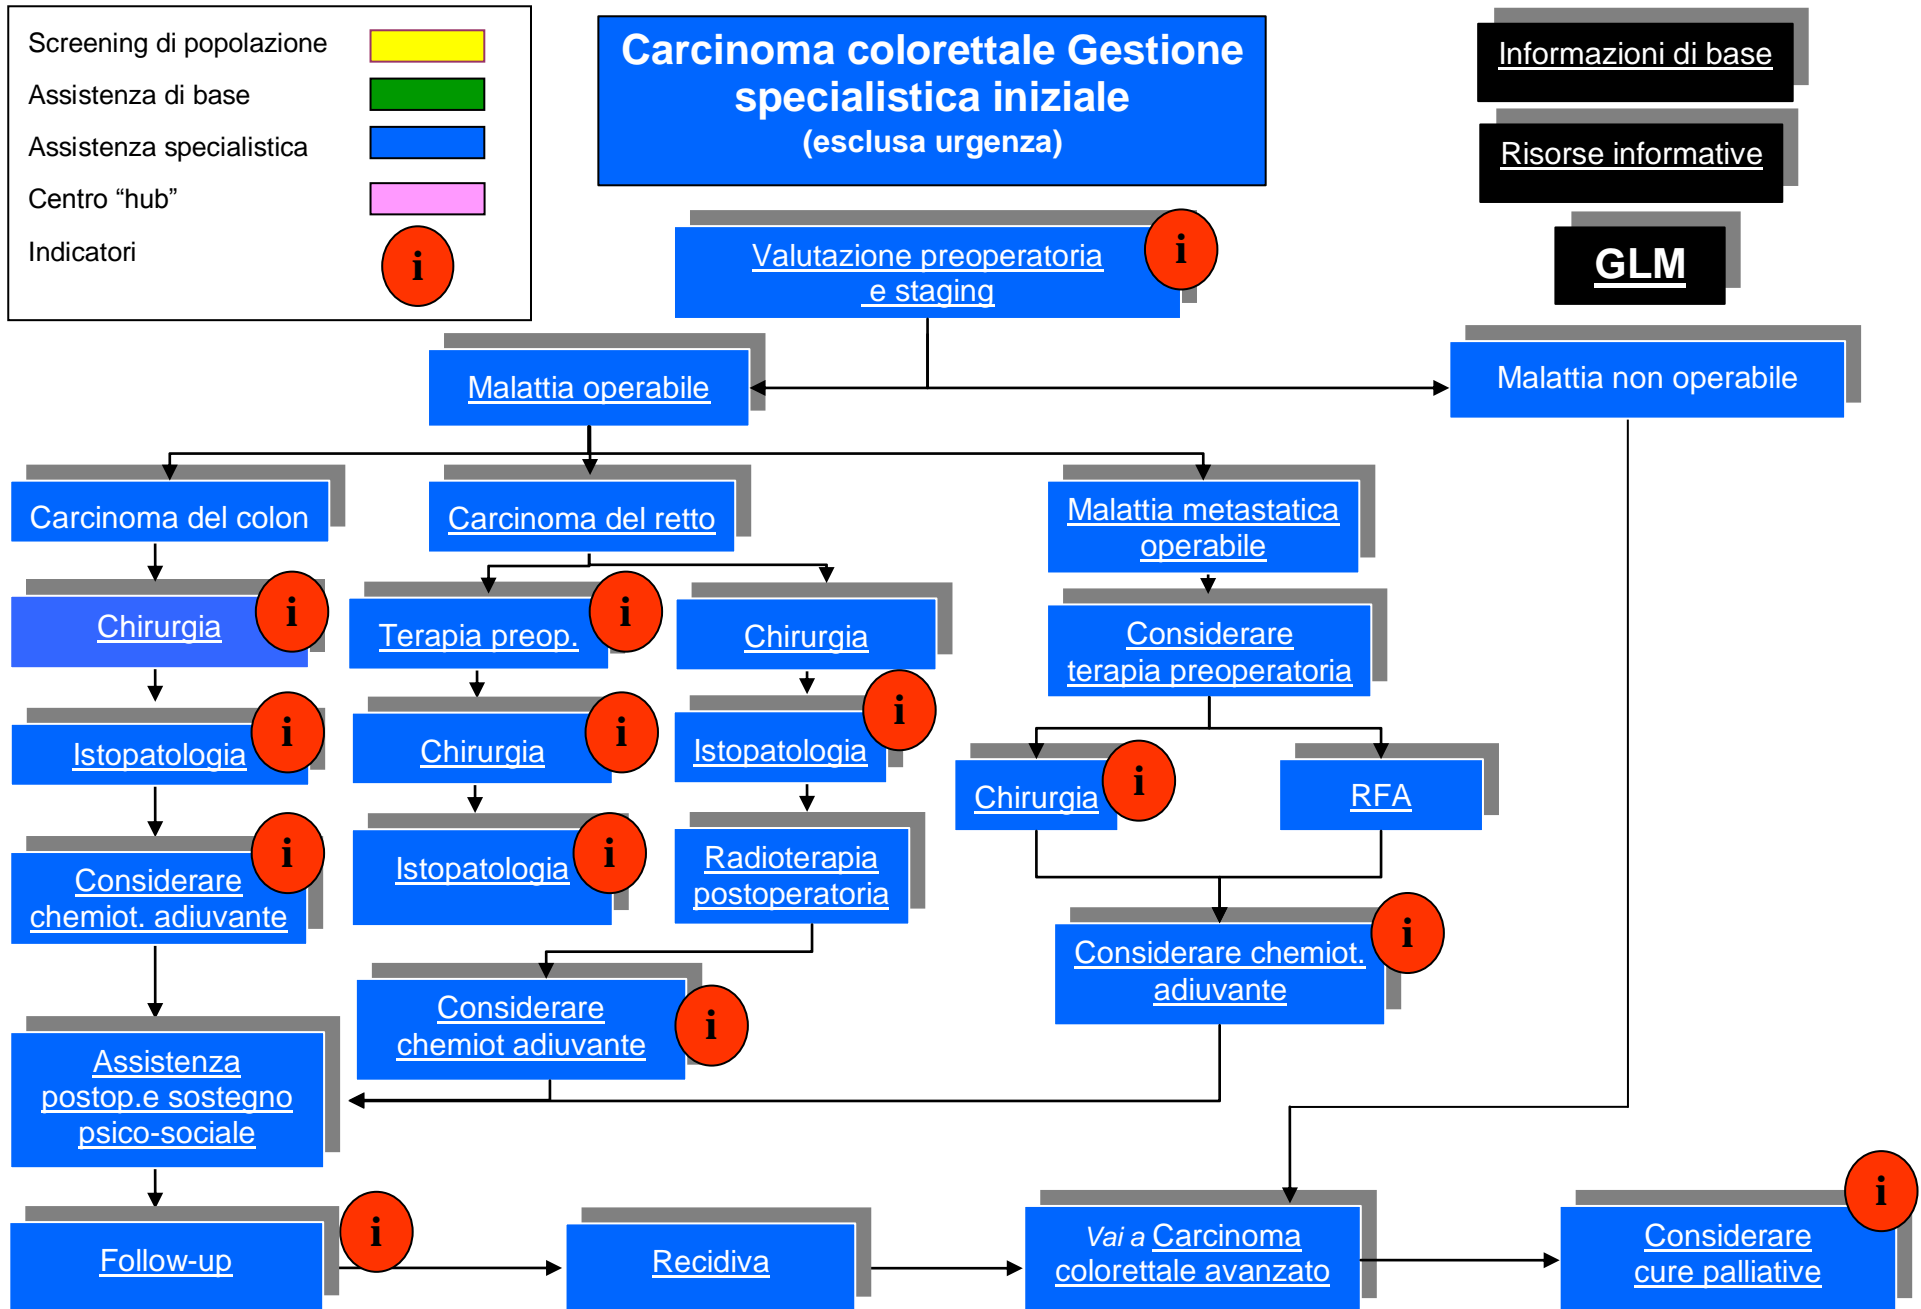 Screening di popolazione
Assistenza di base
Assistenza specialistica
Centro “hub”
Indicatori
i
Carcinoma colorettale Gestione
specialistica iniziale
(esclusa urgenza)
Informazioni di base
Risorse informative
GLM
Valutazione preoperatoria
e staging
i
Malattia operabile
Malattia non operabile
Carcinoma del colon
Carcinoma del retto
Malattia metastatica
operabile
Chirurgia
i
Terapia preop.
i
Chirurgia
Considerare
terapia preoperatoria
Istopatologia
i
Chirurgia
i
Istopatologia
i
Chirurgia
i
RFA
Considerare
chemiot. adiuvante
i
Istopatologia
i
Radioterapia
postoperatoria
Considerare chemiot.
adiuvante
i
Considerare
chemiot adiuvante
i
Assistenza
postop.e sostegno
psico-sociale
Follow-up
i
Recidiva
Vai a Carcinoma
colorettale avanzato
Considerare
cure palliative
i